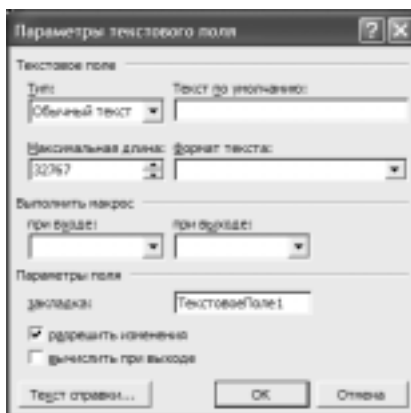 Параметры текстового поля
Текстовое поле
Тип: Текст по умолчанию:
Обычный текст
Максимальная длина: Формат текста:
32767
Выполнить макрос
при входе: при выходе:
Параметры поля
закладка: ТекстовоеПоле1
разрешить изменения
вычислить при выходе
Текст справки... ОК Отмена